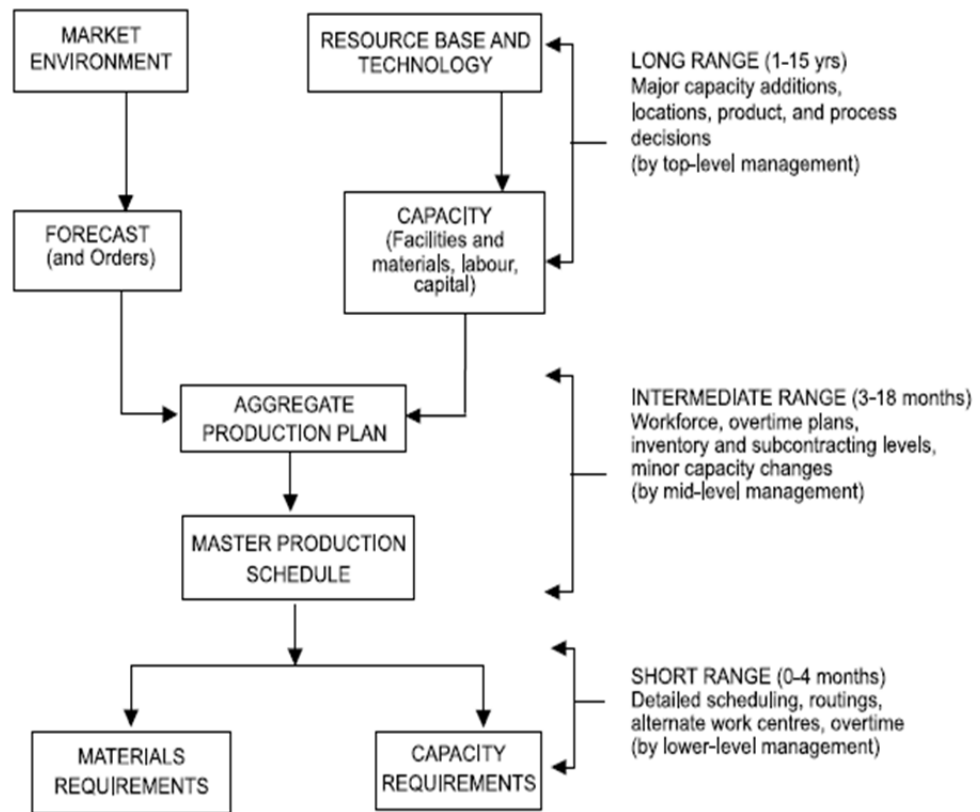 MARKET
ENVIRONMENT
RESOURCE BASE AND
TECHNOLOGY
LONG RANGE (1-15 yrs)
Major capacity additions,
locations, product, and process
decisions
(by top-level management)
FORECAST
(and Orders)
CAPACITY
(Facilities and
materials, labour,
capital)
AGGREGATE
PRODUCTION PLAN
INTERMEDIATE RANGE (3-18 months)
Workforce, overtime plans,
inventory and subcontracting levels,
minor capacity changes
(by mid-level management)
MASTER PRODUCTION
SCHEDULE
SHORT RANGE (0-4 months)
Detailed scheduling, routings,
alternate work centres, overtime
(by lower-level management)
MATERIALS
REQUIREMENTS
CAPACITY
REQUIREMENTS